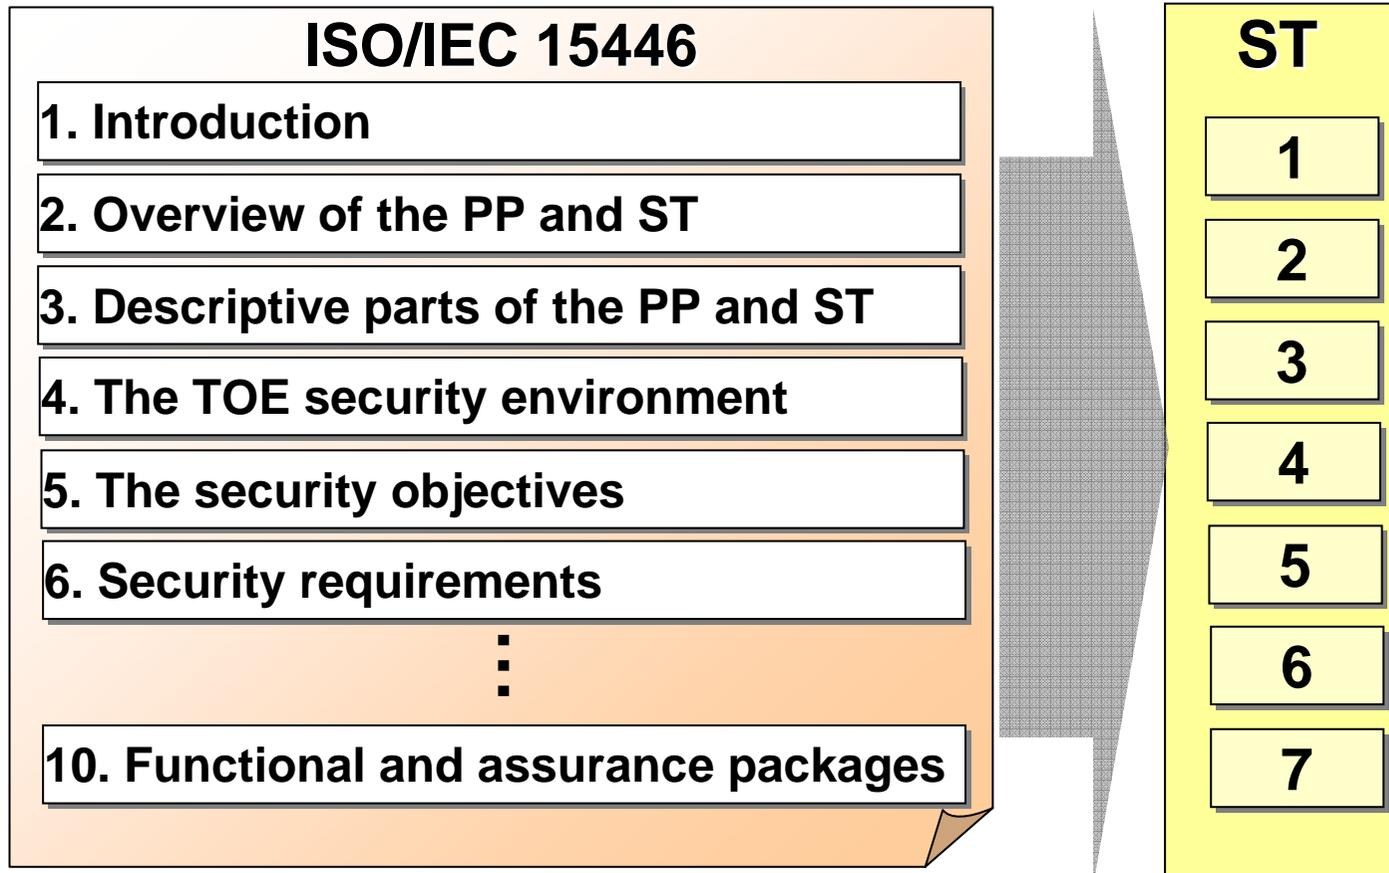 ISO/IEC 15446
1. Introduction
2. Overview of the PP and ST
3. Descriptive parts of the PP and ST
4. The TOE security environment
5. The security objectives
6. Security requirements
⋮
10. Functional and assurance packages
ST
1
2
3
4
5
6
7